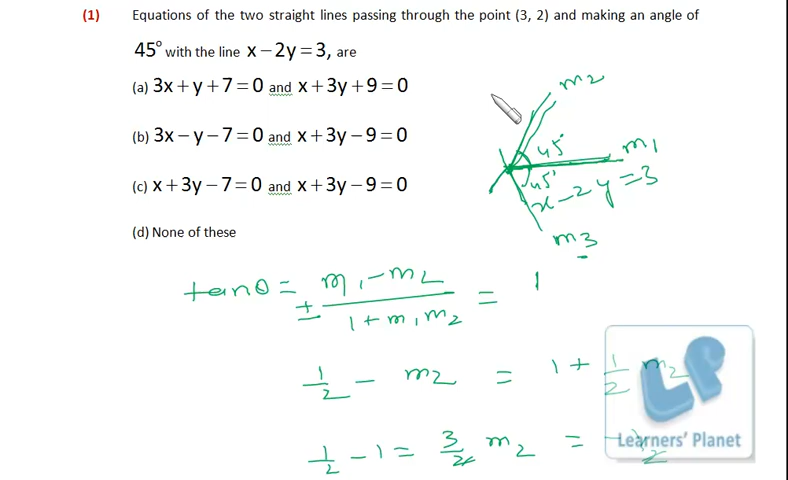 (1) Equations of the two straight lines passing through the point (3, 2) and making an angle of
45° with the line x – 2y = 3, are
(a) 3x + y + 7 = 0 and x + 3y + 9 = 0
(b) 3x – y – 7 = 0 and x + 3y – 9 = 0
(c) x + 3y – 7 = 0 and x + 3y – 9 = 0
(d) None of these
m2
45°
m1
45°
x – 2y = 3
m3
tanθ = ± (m1 – m2) / (1 + m1 m2) = 1
1/2 – m2 = 1 + 1/2 m2
1/2 – 1 = 3/2 m2 =
LP
Learners' Planet